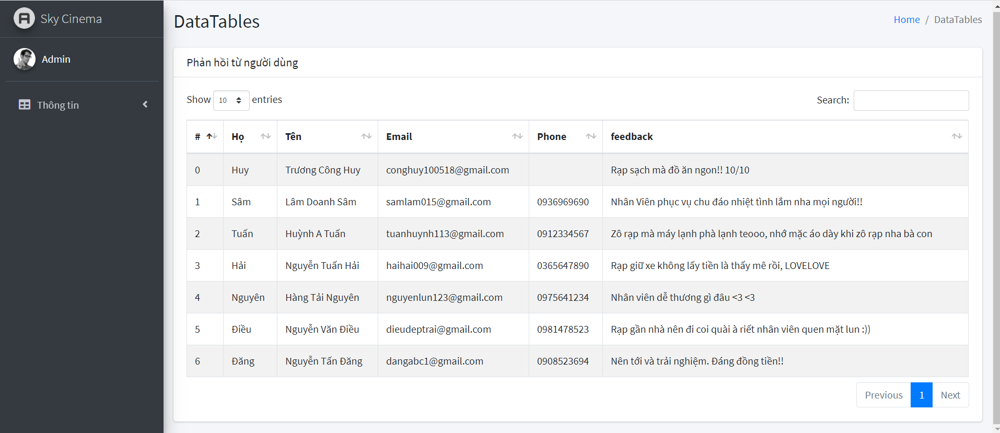 Sky Cinema
Admin
Thông tin
DataTables
Home / DataTables
Phản hồi từ người dùng
Show 10 entries
Search:
# Họ Tên Email Phone feedback
0 Huy Trương Công Huy conghuy100518@gmail.com Rạp sạch mà đồ ăn ngon!! 10/10
1 Sâm Lâm Doanh Sâm samlam015@gmail.com 0936969690 Nhân Viên phục vụ chu đáo nhiệt tình lắm nha mọi người!!
2 Tuấn Huỳnh A Tuấn tuanhuynh113@gmail.com 0912334567 Zô rạp mà máy lạnh phà lạnh teooo, nhớ mặc áo dày khi zô rạp nha bà con
3 Hải Nguyễn Tuấn Hải haihai009@gmail.com 0365647890 Rạp giữ xe không lấy tiền là thấy mê rồi, LOVELOVE
4 Nguyên Hàng Tải Nguyên nguyenlun123@gmail.com 0975641234 Nhân viên dễ thương gì đâu <3 <3
5 Điều Nguyễn Văn Điều dieudeptrai@gmail.com 0981478523 Rạp gần nhà nên đi coi quài à riết nhân viên quen mặt lun :))
6 Đăng Nguyễn Tấn Đăng dangabc1@gmail.com 0908523694 Nên tới và trải nghiệm. Đáng đồng tiền!!
Previous 1 Next